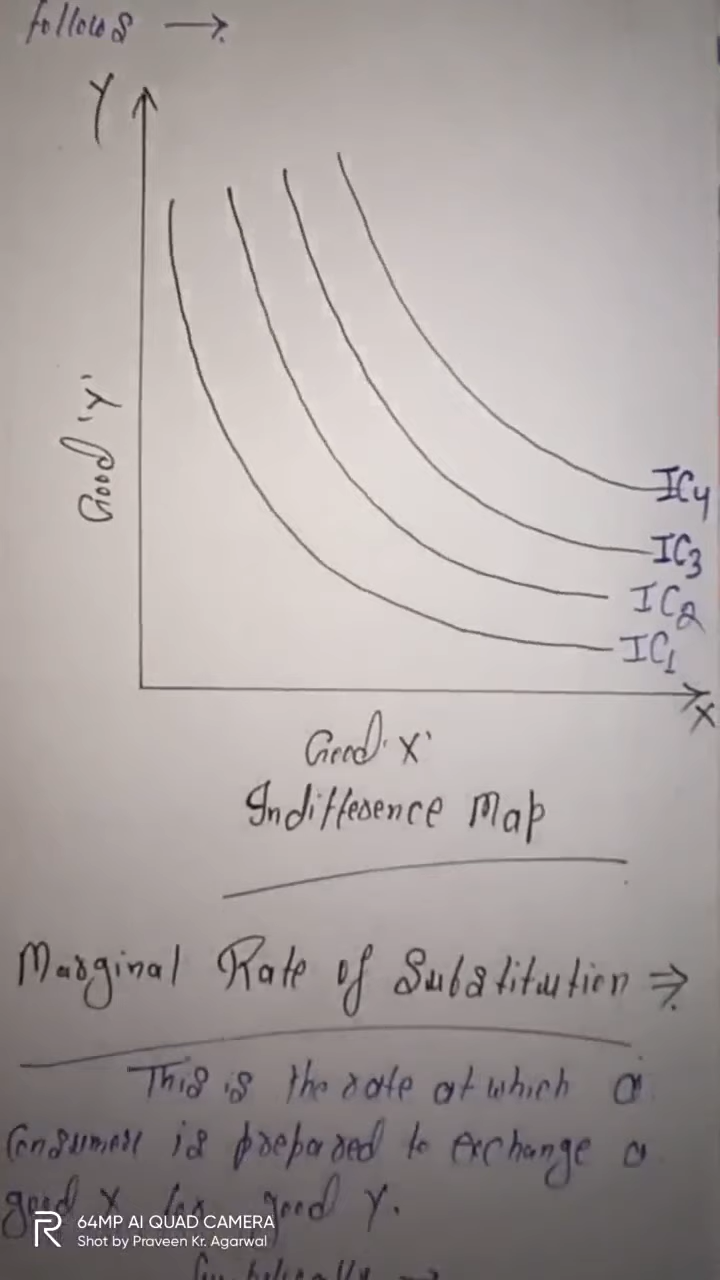 follows →
Y
Good 'Y'
IC4
IC3
IC2
IC1
X
Good 'X'
Indifference Map
Marginal Rate of Substitution ⇒
This is the rate at which a
Consumer is prepared to exchange a
good X for good Y.
64MP AI QUAD CAMERA
Shot by Praveen Kr. Agarwal